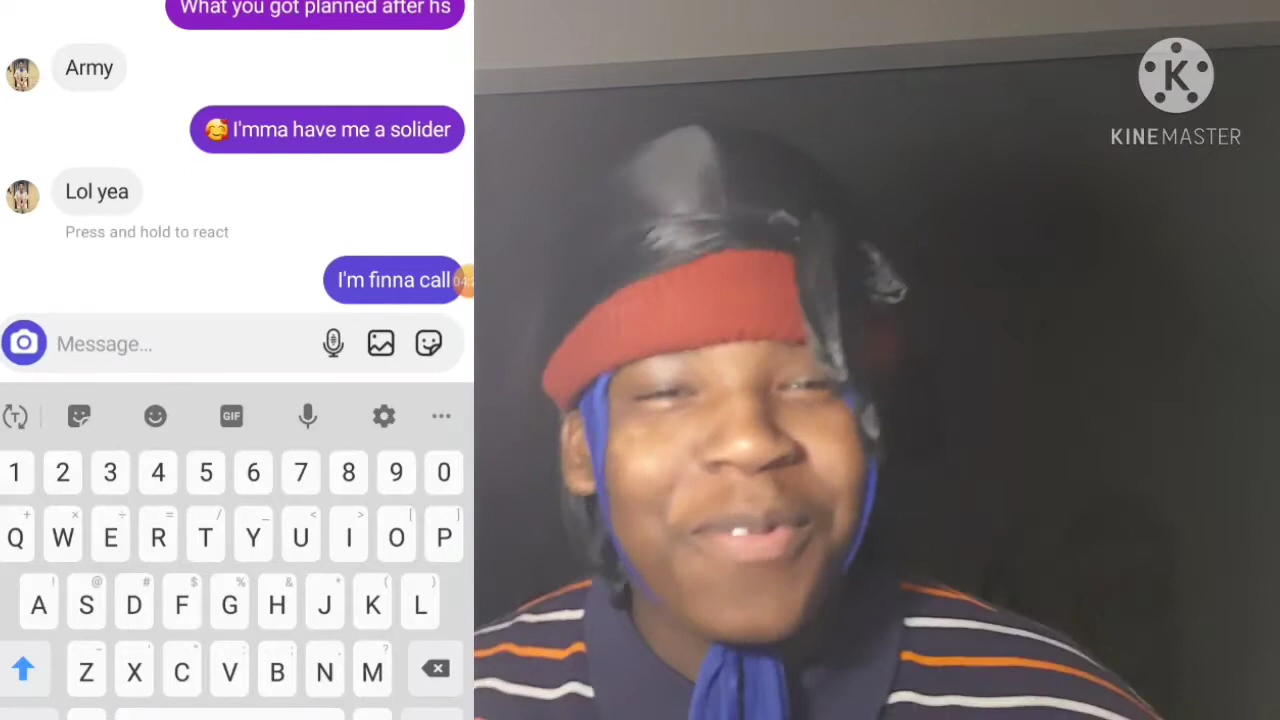 What you got planned after hs
Army
🥰 I'mma have me a solider
Lol yea
Press and hold to react
I'm finna call
Message...
GIF
1 2 3 4 5 6 7 8 9 0
Q W E R T Y U I O P
A S D F G H J K L
Z X C V B N M
KINEMASTER